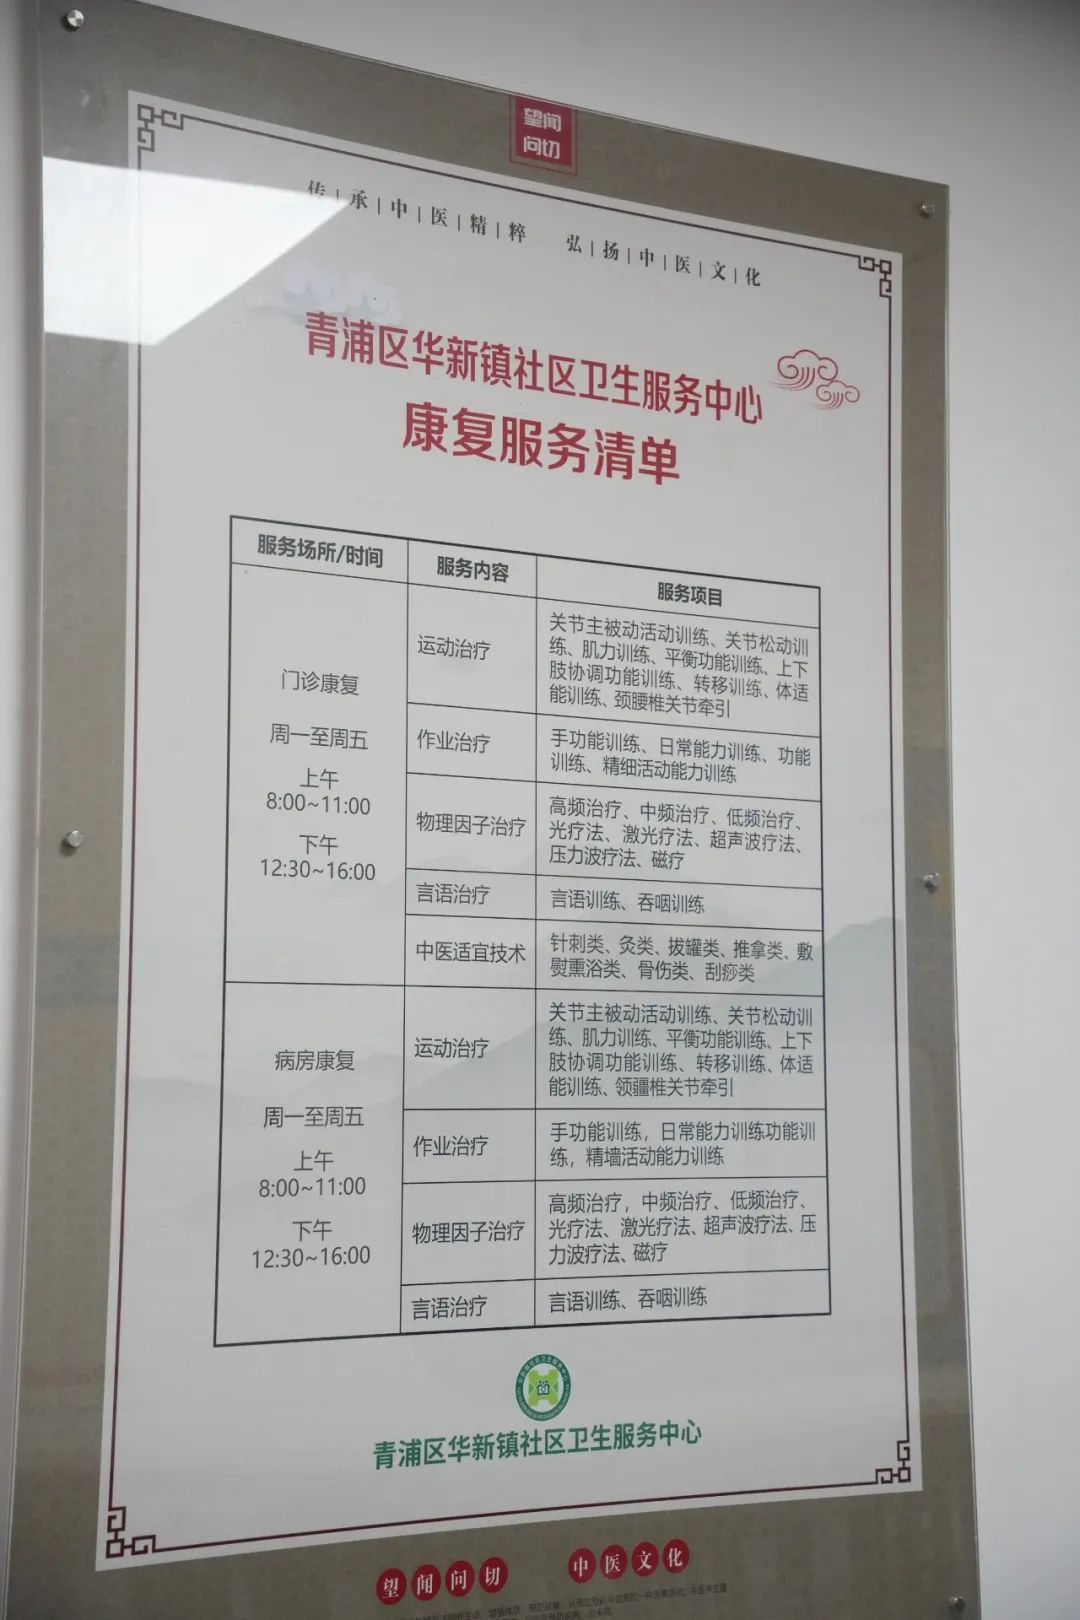 望闻
问切
传|承|中|医|精|粹 弘|扬|中|医|文|化
青浦区华新镇社区卫生服务中心
康复服务清单
服务场所/时间
服务内容
服务项目
门诊康复
周一至周五
上午
8:00~11:00
下午
12:30~16:00
运动治疗
关节主被动活动训练、关节松动训
练、肌力训练、平衡功能训练、上下
肢协调功能训练、转移训练、体适
能训练、颈腰椎关节牵引
作业治疗
手功能训练、日常能力训练、功能
训练、精细活动能力训练
物理因子治疗
高频治疗、中频治疗、低频治疗、
光疗法、激光疗法、超声波疗法、
压力波疗法、磁疗
言语治疗
言语训练、吞咽训练
中医适宜技术
针刺类、灸类、拔罐类、推拿类、敷
熨熏浴类、骨伤类、刮痧类
病房康复
周一至周五
上午
8:00~11:00
下午
12:30~16:00
运动治疗
关节主被动活动训练、关节松动训
练、肌力训练、平衡功能训练、上下
肢协调功能训练、转移训练、体适
能训练、领疆椎关节牵引
作业治疗
手功能训练，日常能力训练功能训
练，精墙活动能力训练
物理因子治疗
高频治疗，中频治疗、低频治疗、
光疗法、激光疗法、超声波疗法、压
力波疗法、磁疗
言语治疗
言语训练、吞咽训练
青浦区华新镇社区卫生服务中心
望闻问切 中医文化